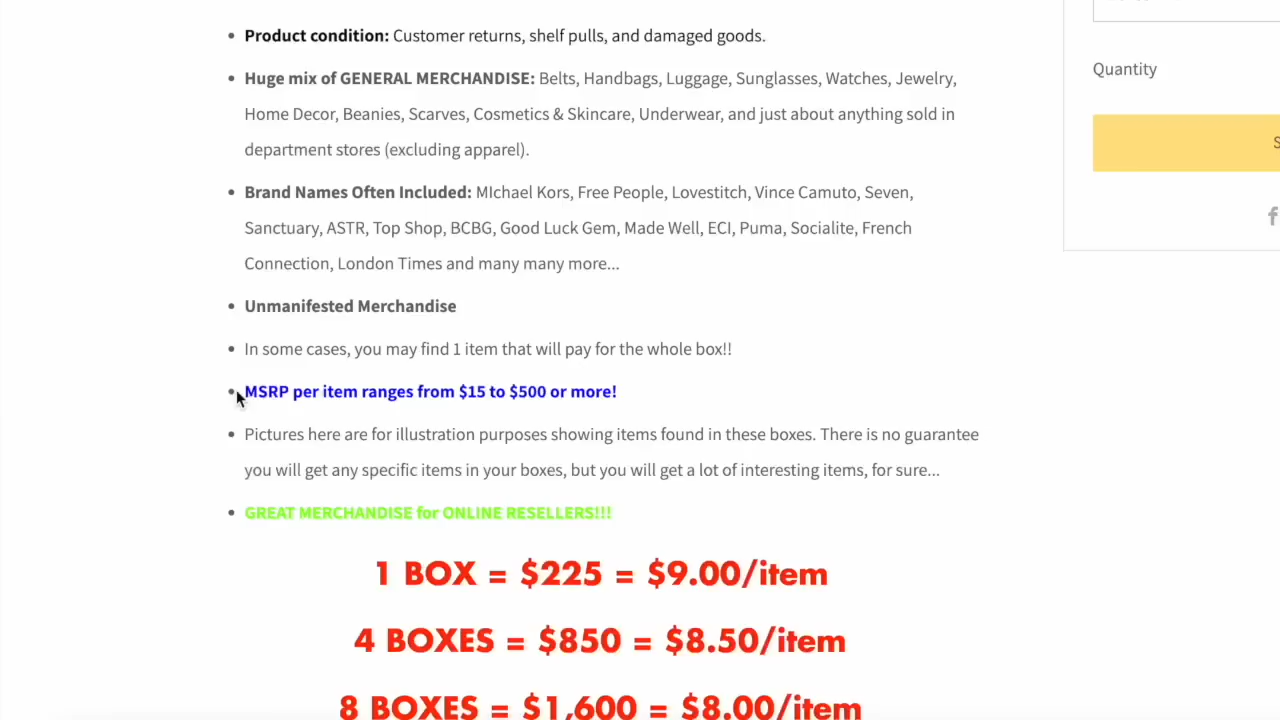 Product condition: Customer returns, shelf pulls, and damaged goods.
Quantity
Huge mix of GENERAL MERCHANDISE: Belts, Handbags, Luggage, Sunglasses, Watches, Jewelry,
Home Decor, Beanies, Scarves, Cosmetics & Skincare, Underwear, and just about anything sold in
department stores (excluding apparel).
Brand Names Often Included: MIchael Kors, Free People, Lovestitch, Vince Camuto, Seven,
Sanctuary, ASTR, Top Shop, BCBG, Good Luck Gem, Made Well, ECI, Puma, Socialite, French
Connection, London Times and many many more...
Unmanifested Merchandise
In some cases, you may find 1 item that will pay for the whole box!!
MSRP per item ranges from $15 to $500 or more!
Pictures here are for illustration purposes showing items found in these boxes. There is no guarantee
you will get any specific items in your boxes, but you will get a lot of interesting items, for sure...
GREAT MERCHANDISE for ONLINE RESELLERS!!!
1 BOX = $225 = $9.00/item
4 BOXES = $850 = $8.50/item
8 BOXES = $1,600 = $8.00/item